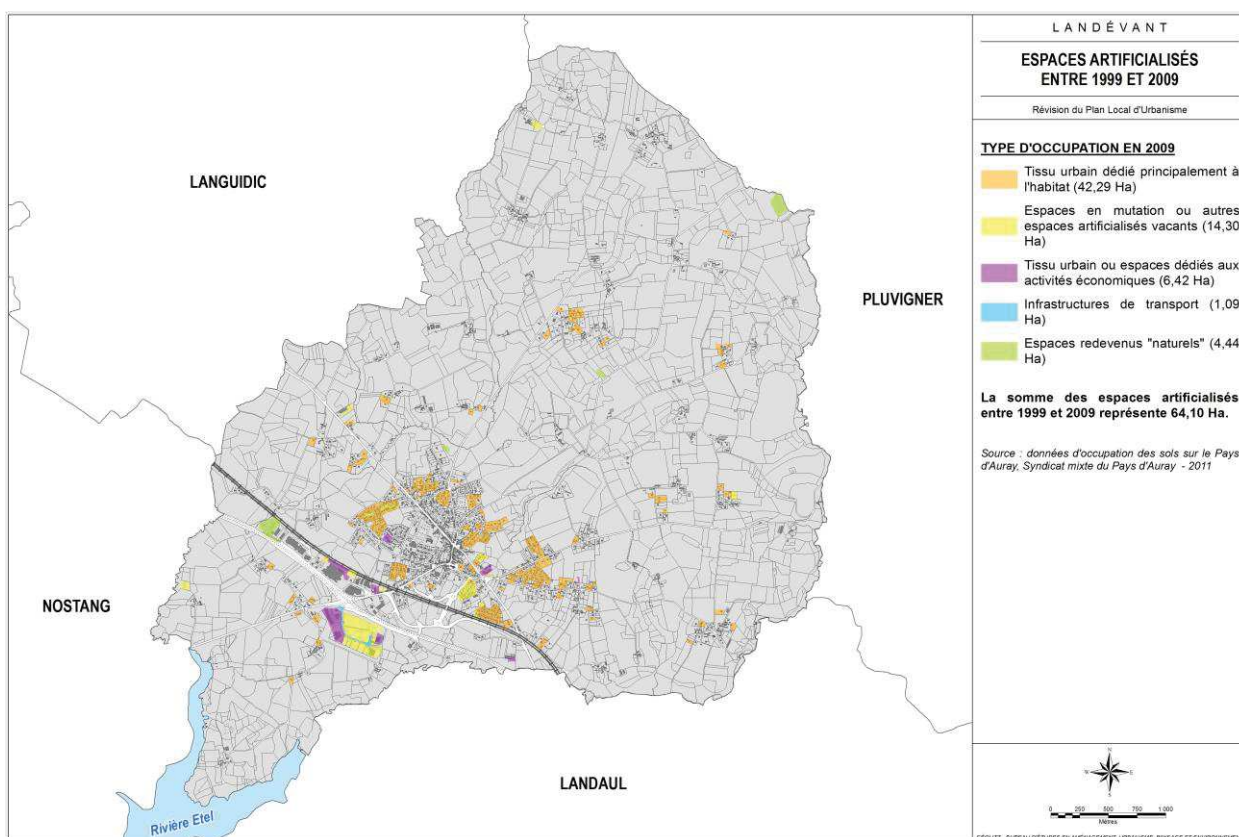 LANDÉVANT
ESPACES ARTIFICIALISÉS
ENTRE 1999 ET 2009
Révision du Plan Local d'Urbanisme
TYPE D'OCCUPATION EN 2009
Tissu urbain dédié principalement à
l'habitat (42,29 Ha)
Espaces en mutation ou autres
espaces artificialisés vacants (14,30
Ha)
Tissu urbain ou espaces dédiés aux
activités économiques (6,42 Ha)
Infrastructures de transport (1,09
Ha)
Espaces redevenus "naturels" (4,44
Ha)
La somme des espaces artificialisés
entre 1999 et 2009 représente 64,10 Ha.
Source : données d'occupation des sols sur le Pays
d'Auray, Syndicat mixte du Pays d'Auray - 2011
LANGUIDIC
PLUVIGNER
NOSTANG
LANDAUL
Rivière Etel
N
E
S
0 250 500 750 1 000
Mètres